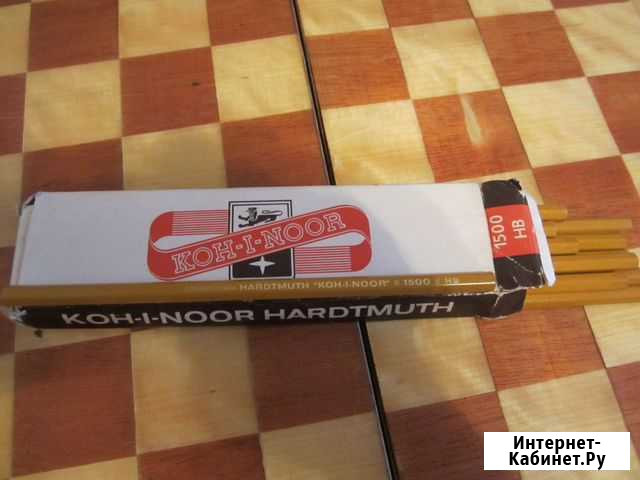 KOH-I-NOOR
1500
HB
HARDTMUTH "KOH-I-NOOR" 1500 HB
KOH-I-NOOR HARDTMUTH
Интернет-
Кабинет.Ру